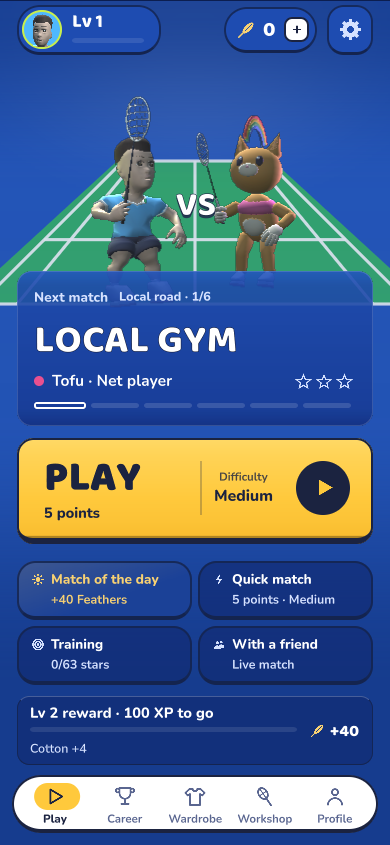 Lv 1
0
+
VS
Next match Local road · 1/6
LOCAL GYM
Tofu · Net player
PLAY
5 points
Difficulty
Medium
Match of the day
+40 Feathers
Quick match
5 points · Medium
Training
0/63 stars
With a friend
Live match
Lv 2 reward · 100 XP to go
+40
Cotton +4
Play
Career
Wardrobe
Workshop
Profile